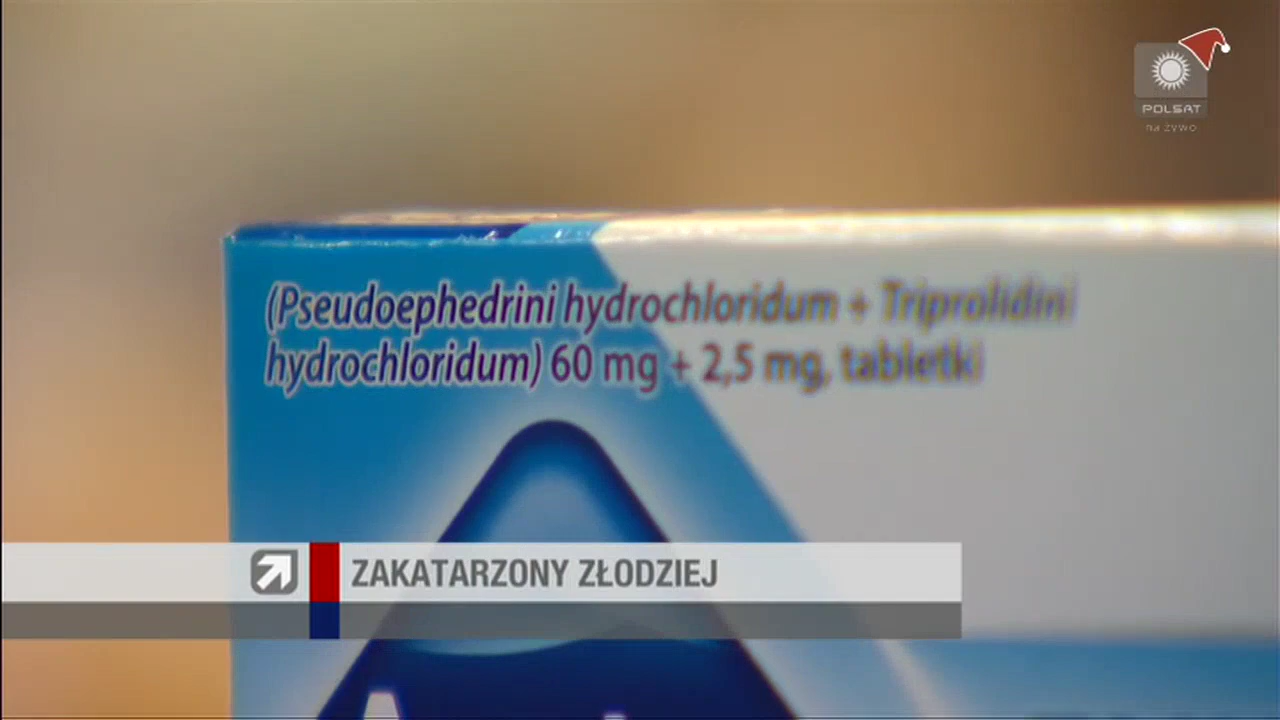 POLSAT
na żywo
(Pseudoephedrini hydrochloridum + Triprolidini
hydrochloridum) 60 mg + 2,5 mg, tabletki
ZAKATARZONY ZŁODZIEJ